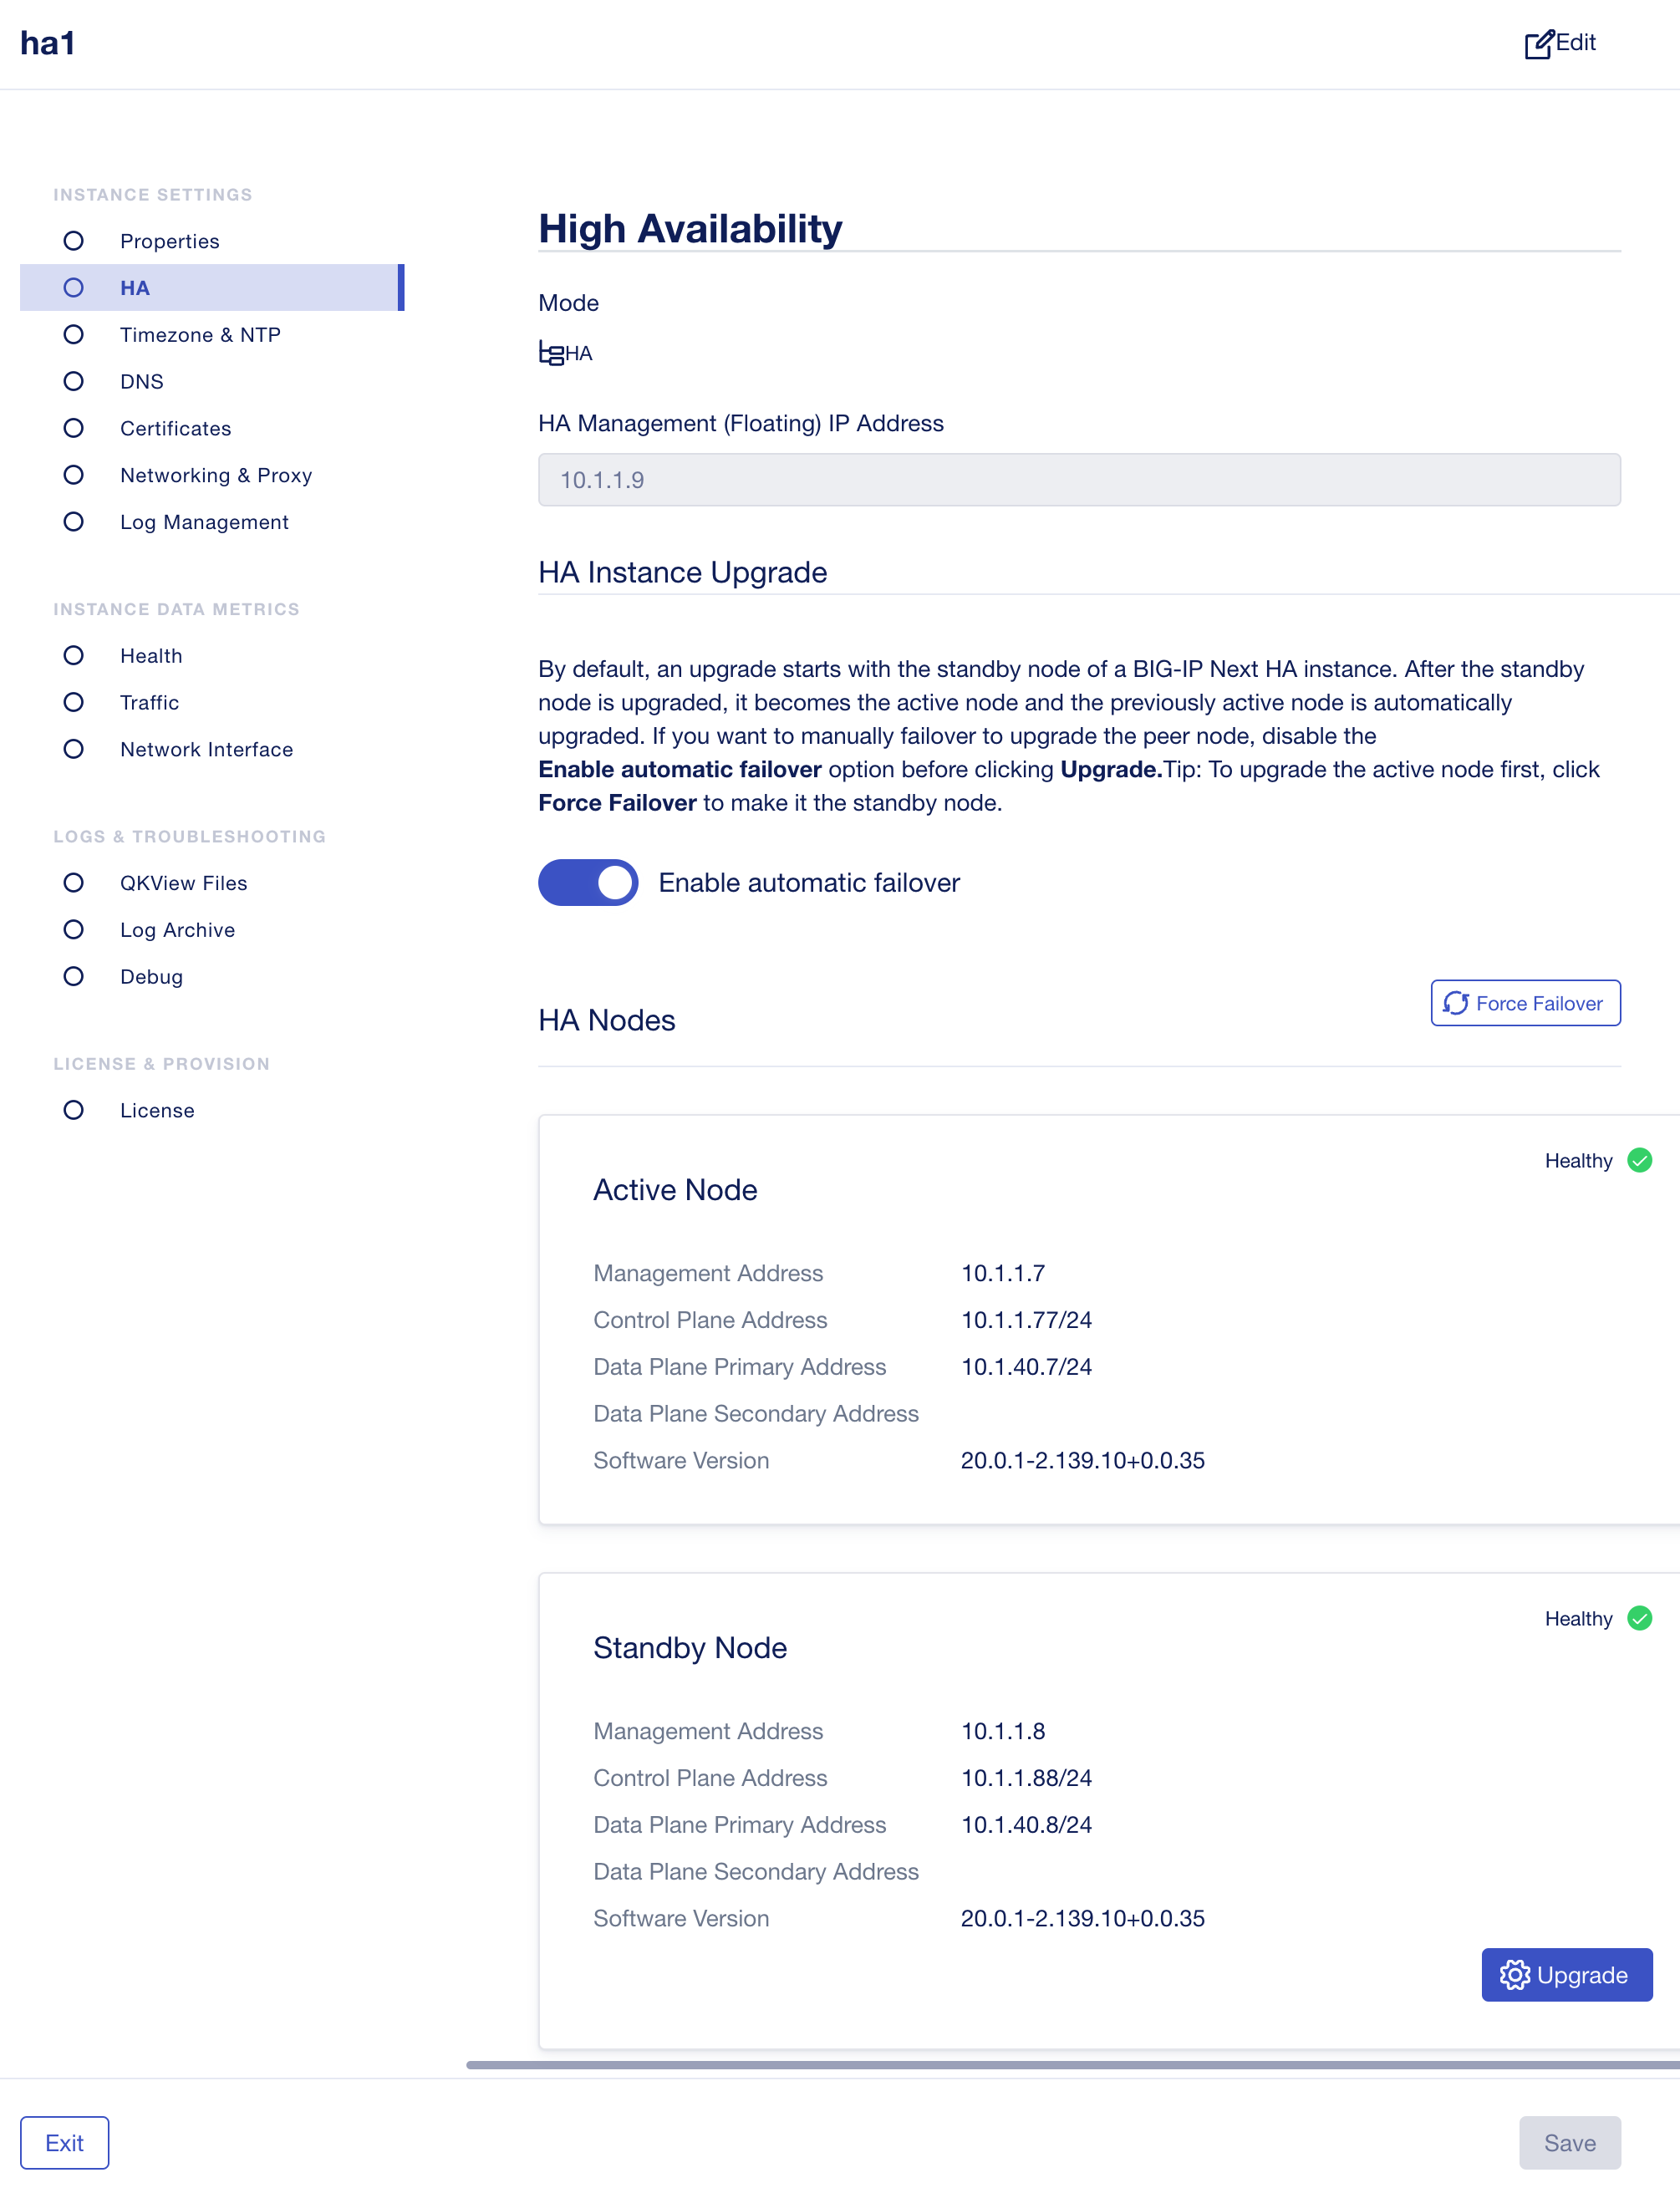 ha1
Edit
INSTANCE SETTINGS
Properties
HA
Timezone & NTP
DNS
Certificates
Networking & Proxy
Log Management
INSTANCE DATA METRICS
Health
Traffic
Network Interface
LOGS & TROUBLESHOOTING
QKView Files
Log Archive
Debug
LICENSE & PROVISION
License
High Availability
Mode
HA
HA Management (Floating) IP Address
10.1.1.9
HA Instance Upgrade
By default, an upgrade starts with the standby node of a BIG-IP Next HA instance. After the standby
node is upgraded, it becomes the active node and the previously active node is automatically
upgraded. If you want to manually failover to upgrade the peer node, disable the
Enable automatic failover option before clicking Upgrade.Tip: To upgrade the active node first, click
Force Failover to make it the standby node.
Enable automatic failover
HA Nodes
Force Failover
Healthy
Active Node
Management Address 10.1.1.7
Control Plane Address 10.1.1.77/24
Data Plane Primary Address 10.1.40.7/24
Data Plane Secondary Address
Software Version 20.0.1-2.139.10+0.0.35
Healthy
Standby Node
Management Address 10.1.1.8
Control Plane Address 10.1.1.88/24
Data Plane Primary Address 10.1.40.8/24
Data Plane Secondary Address
Software Version 20.0.1-2.139.10+0.0.35
Upgrade
Exit
Save